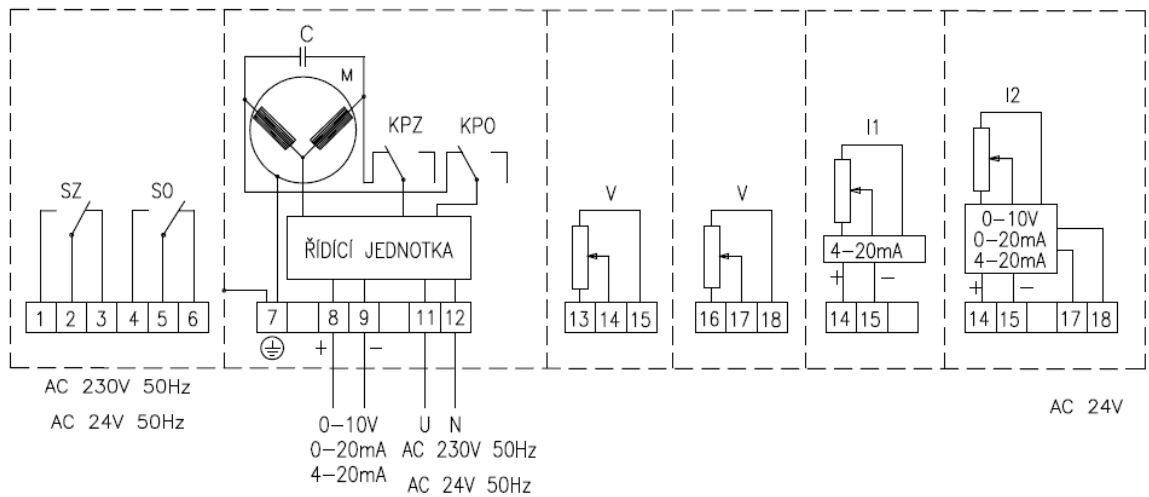 C
M
KPZ KPO
SZ SO
ŘÍDÍCÍ JEDNOTKA
1 2 3 4 5 6
7 8 9 11 12
+ −
AC 230V 50Hz
AC 24V 50Hz
0−10V
0−20mA
4−20mA
U N
AC 230V 50Hz
AC 24V 50Hz
V
13 14 15
V
16 17 18
I1
4−20mA
+ −
14 15
I2
0−10V
0−20mA
4−20mA
+ −
14 15 17 18
AC 24V